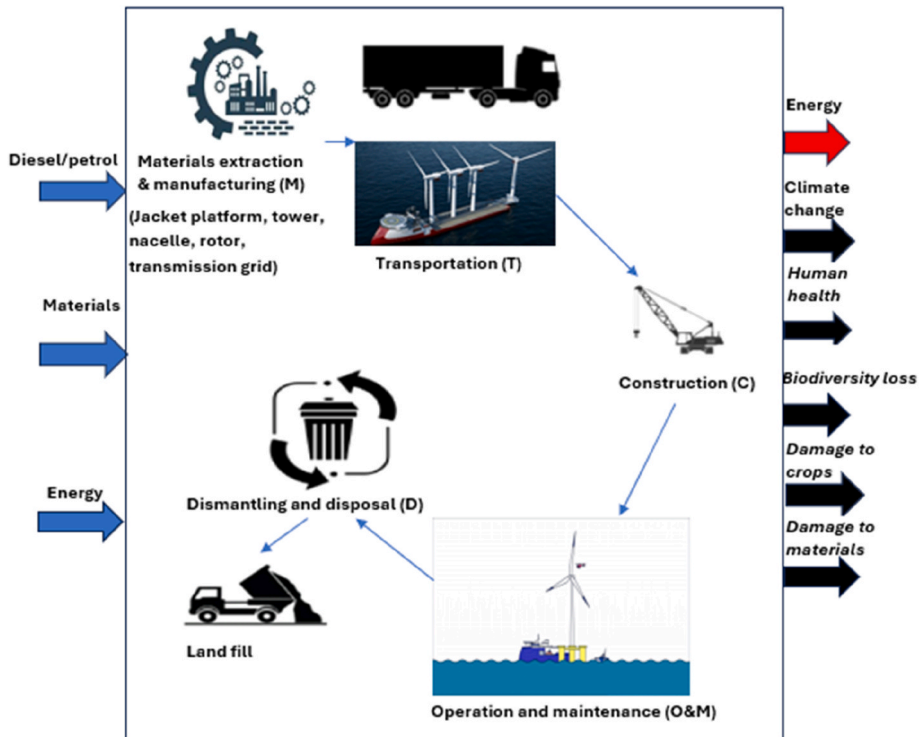 Diesel/petrol
Materials
Energy
Materials extraction
& manufacturing (M)
(Jacket platform, tower,
nacelle, rotor,
transmission grid)
Transportation (T)
Construction (C)
Dismantling and disposal (D)
Land fill
Operation and maintenance (O&M)
Energy
Climate
change
Human
health
Biodiversity loss
Damage to
crops
Damage to
materials